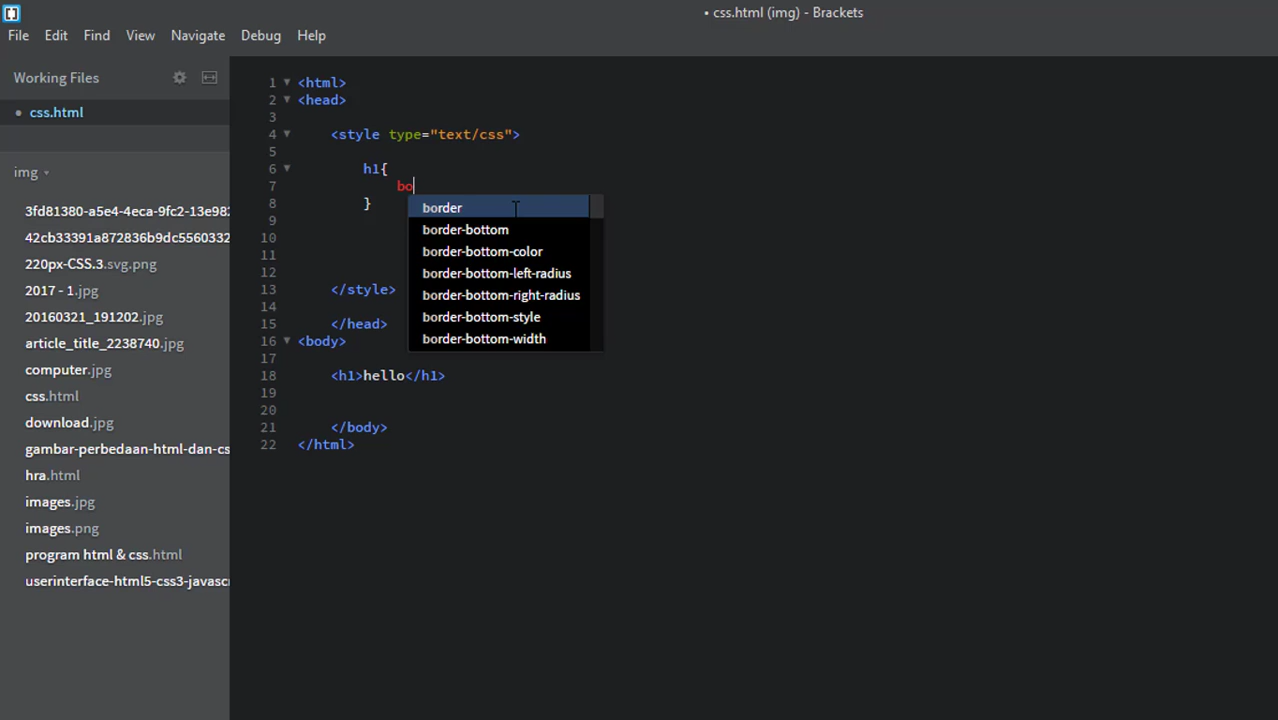 • css.html (img) - Brackets
File Edit Find View Navigate Debug Help
Working Files
• css.html
img
3fd81380-a5e4-4eca-9fc2-13e982
42cb33391a872836b9dc5560332
220px-CSS.3.svg.png
2017 - 1.jpg
20160321_191202.jpg
article_title_2238740.jpg
computer.jpg
css.html
download.jpg
gambar-perbedaan-html-dan-cs
hra.html
images.jpg
images.png
program html & css.html
userinterface-html5-css3-javascr
1 <html>
2 <head>
3
4 <style type="text/css">
5
6 h1{
7 bo
8 }
9
10
11
12
13 </style>
14
15 </head>
16 <body>
17
18 <h1>hello</h1>
19
20
21 </body>
22 </html>
border
border-bottom
border-bottom-color
border-bottom-left-radius
border-bottom-right-radius
border-bottom-style
border-bottom-width